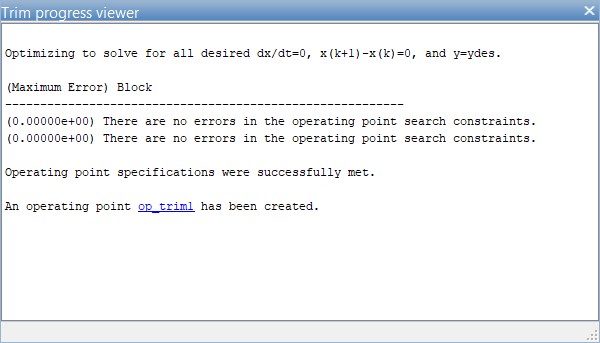 Trim progress viewer
Optimizing to solve for all desired dx/dt=0, x(k+1)-x(k)=0, and y=ydes.
(Maximum Error) Block
---------------------------------------------------------
(0.00000e+00) There are no errors in the operating point search constraints.
(0.00000e+00) There are no errors in the operating point search constraints.
Operating point specifications were successfully met.
An operating point op_trim1 has been created.